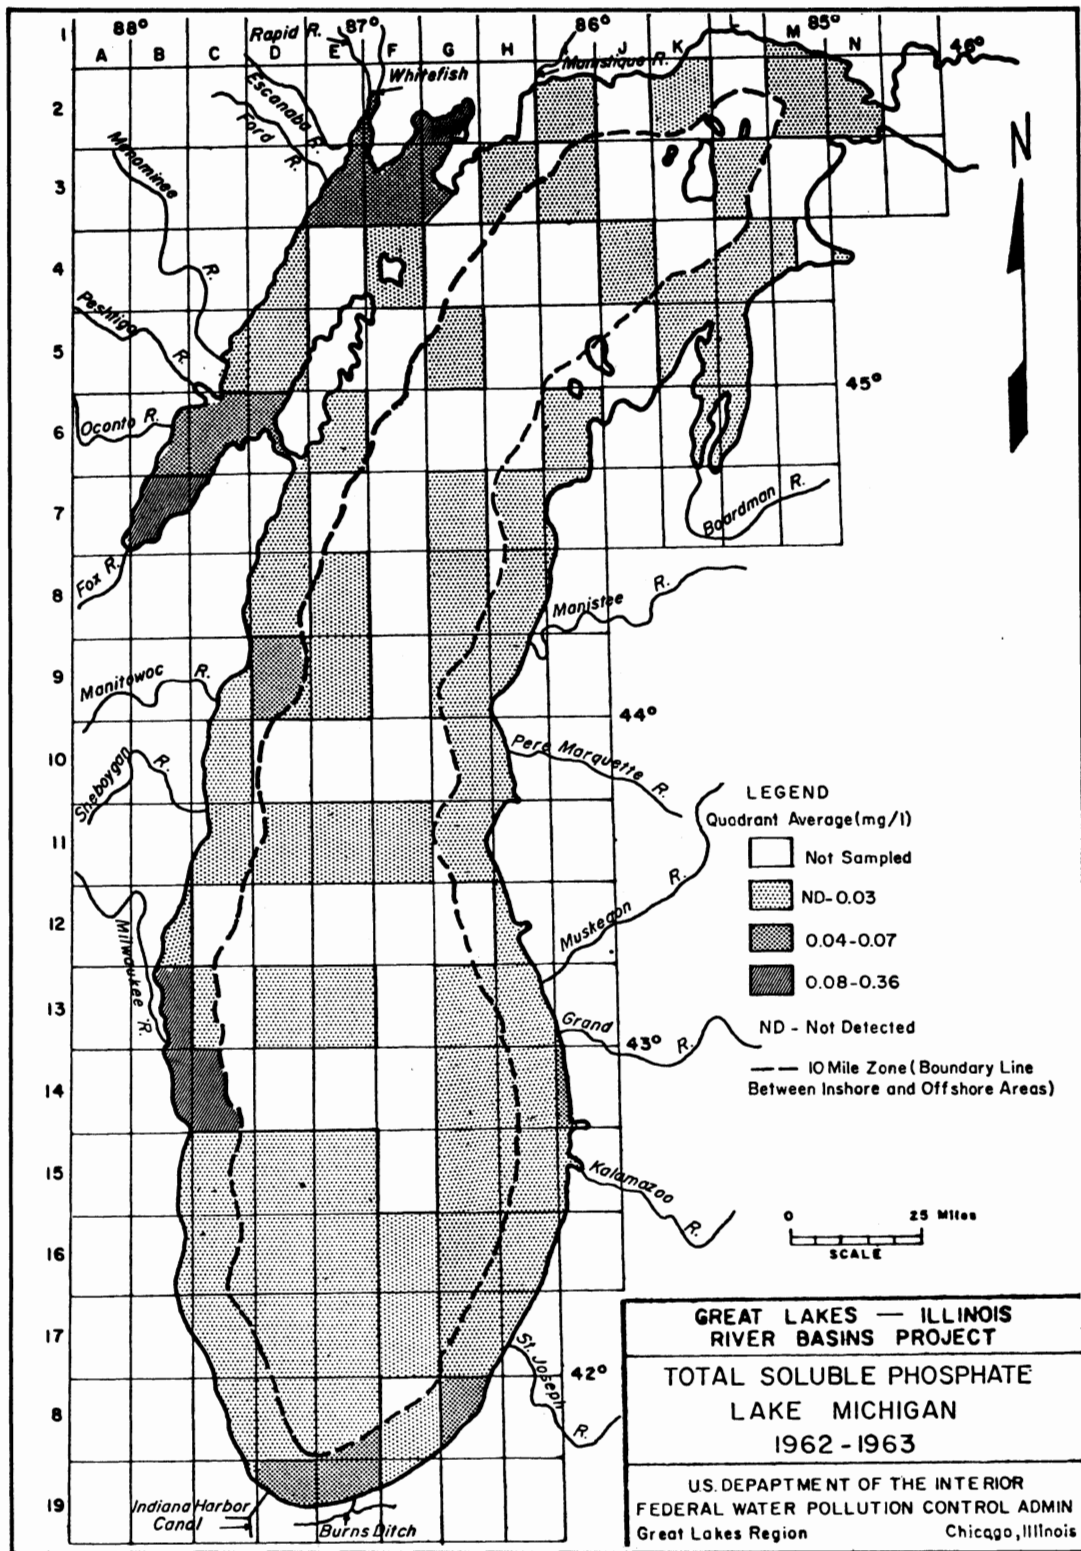 88°
87°
86°
85°
46°
A B C D E F G H I J K M N
1
2
3
4
5
6
7
8
9
10
11
12
13
14
15
16
17
8
19
Rapid R.
Whitefish
Escanaba R.
Ford R.
Manistique R.
Menominee R.
Peshtigo R.
Oconto R.
Fox R.
45°
Boardman R.
Manistee R.
Manitowoc R.
44°
Sheboygan R.
Pere Marquette R.
Milwaukee R.
Muskegon R.
Grand R.
43°
Kalamazoo R.
St. Joseph R.
42°
Indiana Harbor
Canal
Burns Ditch
N
LEGEND
Quadrant Average (mg/l)
Not Sampled
ND-0.03
0.04-0.07
0.08-0.36
ND - Not Detected
10 Mile Zone (Boundary Line
Between Inshore and Offshore Areas)
0 25 Miles
SCALE
GREAT LAKES — ILLINOIS
RIVER BASINS PROJECT
TOTAL SOLUBLE PHOSPHATE
LAKE MICHIGAN
1962-1963
U.S. DEPAPTMENT OF THE INTERIOR
FEDERAL WATER POLLUTION CONTROL ADMIN
Great Lakes Region Chicago, Illinois